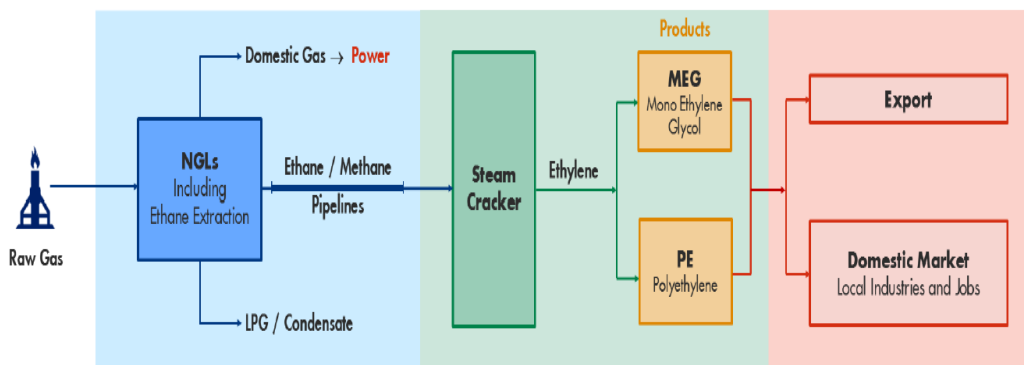 Products
Domestic Gas → Power
MEG
Mono Ethylene
Glycol
Export
NGLs
Including
Ethane Extraction
Ethane / Methane
Pipelines
Steam
Cracker
Ethylene
Raw Gas
PE
Polyethylene
Domestic Market
Local Industries and Jobs
LPG / Condensate